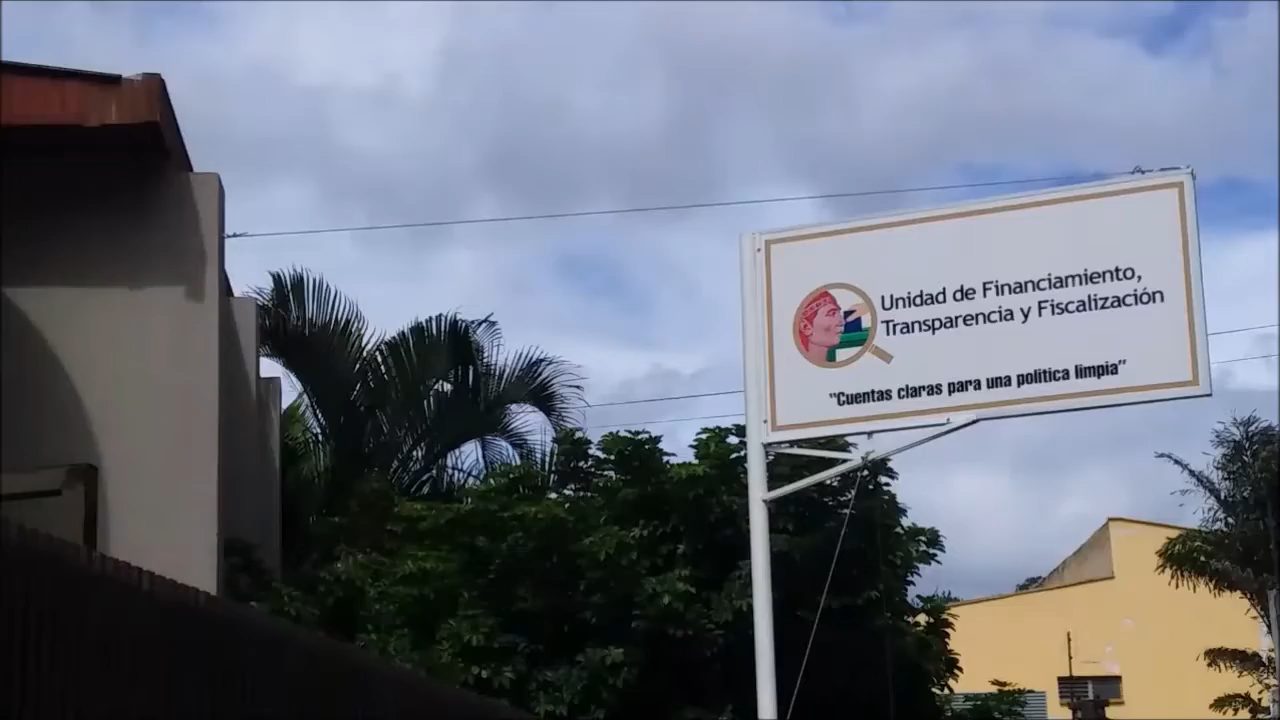 Unidad de Financiamiento,
Transparencia y Fiscalización
"Cuentas claras para una política limpia"